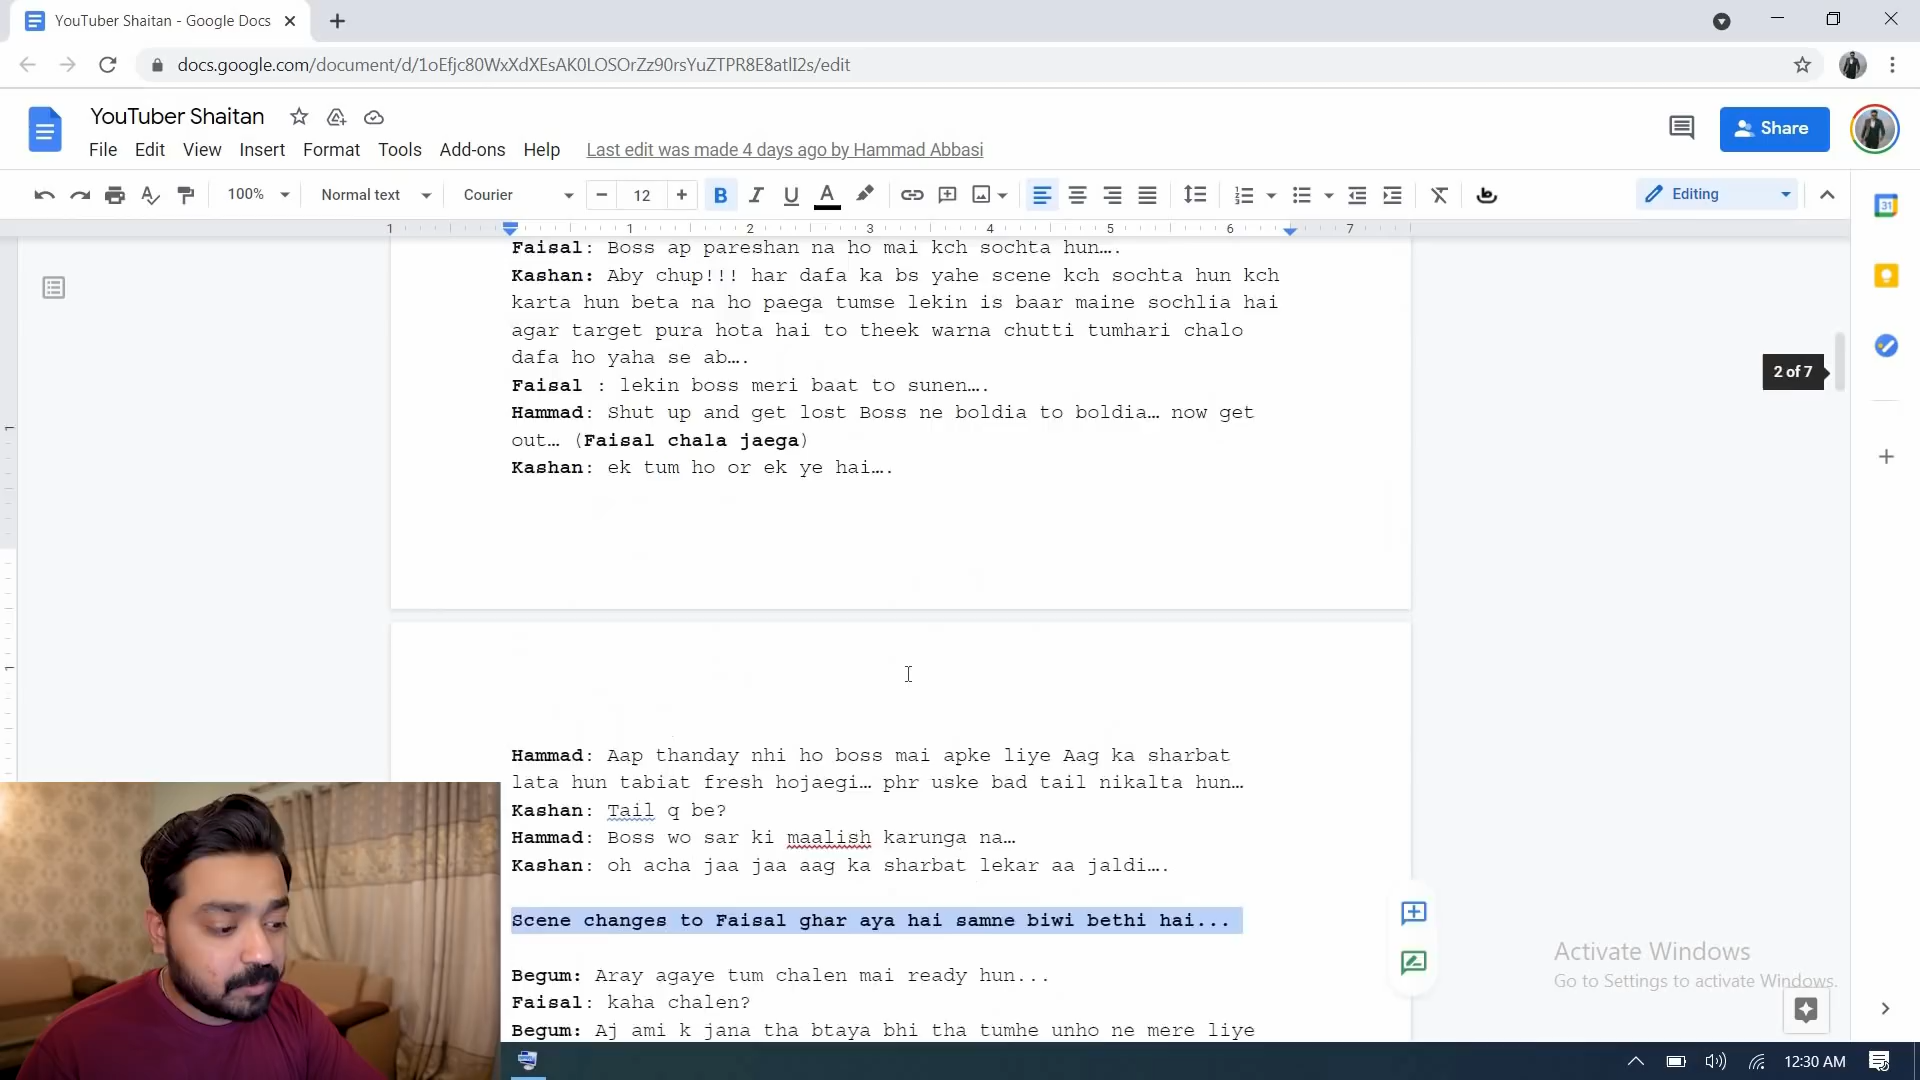 YouTuber Shaitan - Google Docs
docs.google.com/document/d/1oEfjc80WxXdXEsAK0LOSOrZz90rsYuZTPR8E8atlI2s/edit
YouTuber Shaitan
Share
File Edit View Insert Format Tools Add-ons Help Last edit was made 4 days ago by Hammad Abbasi
100% Normal text Courier 12 B I U A Editing
1 1 2 3 4 5 6 7
31
Faisal: Boss ap pareshan na ho mai kch sochta hun….
Kashan: Aby chup!!! har dafa ka bs yahe scene kch sochta hun kch
karta hun beta na ho paega tumse lekin is baar maine sochlia hai
agar target pura hota hai to theek warna chutti tumhari chalo
dafa ho yaha se ab….
2 of 7
Faisal : lekin boss meri baat to sunen….
Hammad: Shut up and get lost Boss ne boldia to boldia… now get
out… (Faisal chala jaega)
Kashan: ek tum ho or ek ye hai….
Hammad: Aap thanday nhi ho boss mai apke liye Aag ka sharbat
lata hun tabiat fresh hojaegi… phr uske bad tail nikalta hun…
Kashan: Tail q be?
Hammad: Boss wo sar ki maalish karunga na…
Kashan: oh acha jaa jaa aag ka sharbat lekar aa jaldi….
Scene changes to Faisal ghar aya hai samne biwi bethi hai...
Begum: Aray agaye tum chalen mai ready hun...
Faisal: kaha chalen?
Begum: Aj ami k jana tha btaya bhi tha tumhe unho ne mere liye
Activate Windows
Go to Settings to activate Windows.
12:30 AM